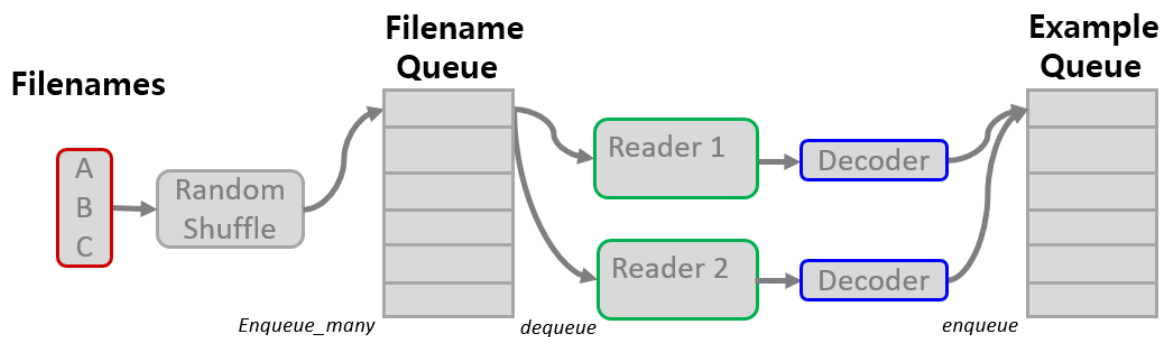 Filenames
A
B
C
Random
Shuffle
Filename
Queue
Enqueue_many
dequeue
Reader 1
Decoder
Reader 2
Decoder
enqueue
Example
Queue